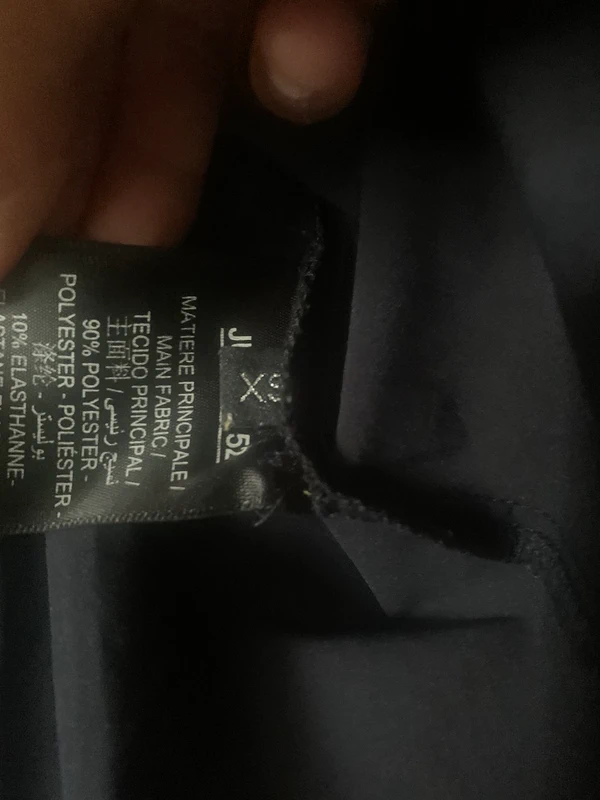 XS
MATIERE PRINCIPALE /
MAIN FABRIC /
TECIDO PRINCIPAL /
主面料 / نسيج رئيسي
90% POLYESTER -
POLYESTER - POLIÉSTER -
涤纶 - بوليستر
10% ELASTHANNE-